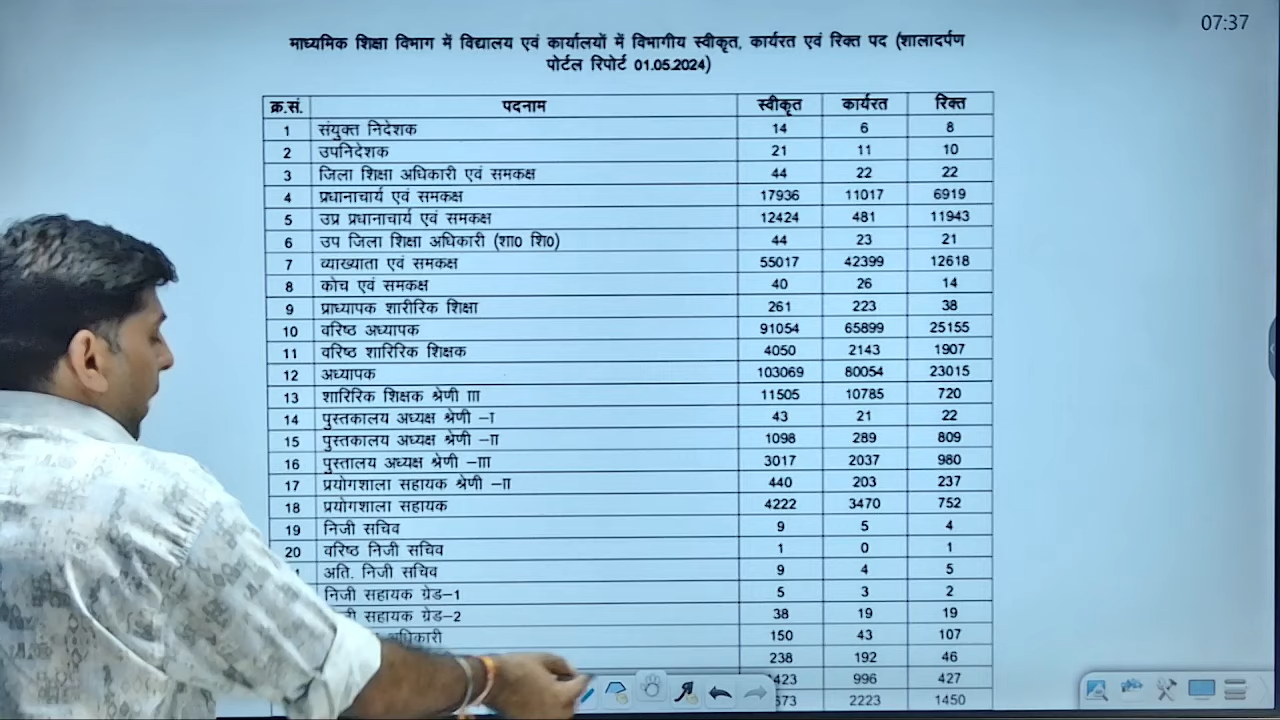 07:37
माध्यमिक शिक्षा विभाग में विद्यालय एवं कार्यालयों में विभागीय स्वीकृत, कार्यरत एवं रिक्त पद (शालादर्पण
पोर्टल रिपोर्ट 01.05.2024)
क्र.सं. पदनाम स्वीकृत कार्यरत रिक्त
1 संयुक्त निदेशक 14 6 8
2 उपनिदेशक 21 11 10
3 जिला शिक्षा अधिकारी एवं समकक्ष 44 22 22
4 प्रधानाचार्य एवं समकक्ष 17936 11017 6919
5 उप्र प्रधानाचार्य एवं समकक्ष 12424 481 11943
6 उप जिला शिक्षा अधिकारी (शा0 शि0) 44 23 21
7 व्याख्याता एवं समकक्ष 55017 42399 12618
8 कोच एवं समकक्ष 40 26 14
9 प्राध्यापक शारीरिक शिक्षा 261 223 38
10 वरिष्ठ अध्यापक 91054 65899 25155
11 वरिष्ठ शारिरिक शिक्षक 4050 2143 1907
12 अध्यापक 103069 80054 23015
13 शारिरिक शिक्षक श्रेणी III 11505 10785 720
14 पुस्तकालय अध्यक्ष श्रेणी –I 43 21 22
15 पुस्तकालय अध्यक्ष श्रेणी –II 1098 289 809
16 पुस्तालय अध्यक्ष श्रेणी –III 3017 2037 980
17 प्रयोगशाला सहायक श्रेणी –II 440 203 237
18 प्रयोगशाला सहायक 4222 3470 752
19 निजी सचिव 9 5 4
20 वरिष्ठ निजी सचिव 1 0 1
अति. निजी सचिव 9 4 5
निजी सहायक ग्रेड–1 5 3 2
सहायक ग्रेड–2 38 19 19
अधिकारी 150 43 107
238 192 46
996 427
2223 1450